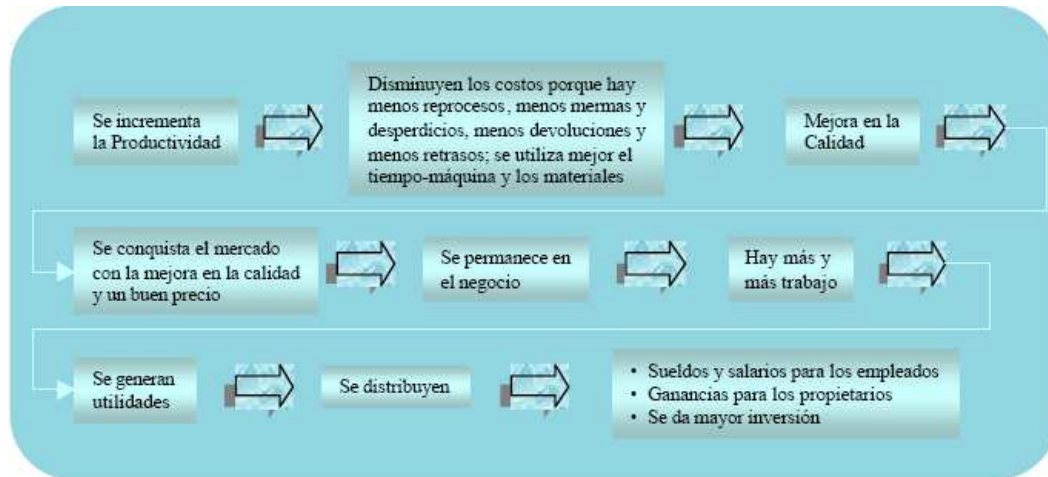 Se incrementa
la Productividad
Disminuyen los costos porque hay
menos reprocesos, menos mermas y
desperdicios, menos devoluciones y
menos retrasos; se utiliza mejor el
tiempo-máquina y los materiales
Mejora en la
Calidad
Se conquista el mercado
con la mejora en la calidad
y un buen precio
Se permanece en
el negocio
Hay más y
más trabajo
Se generan
utilidades
Se distribuyen
• Sueldos y salarios para los empleados
• Ganancias para los propietarios
• Se da mayor inversión